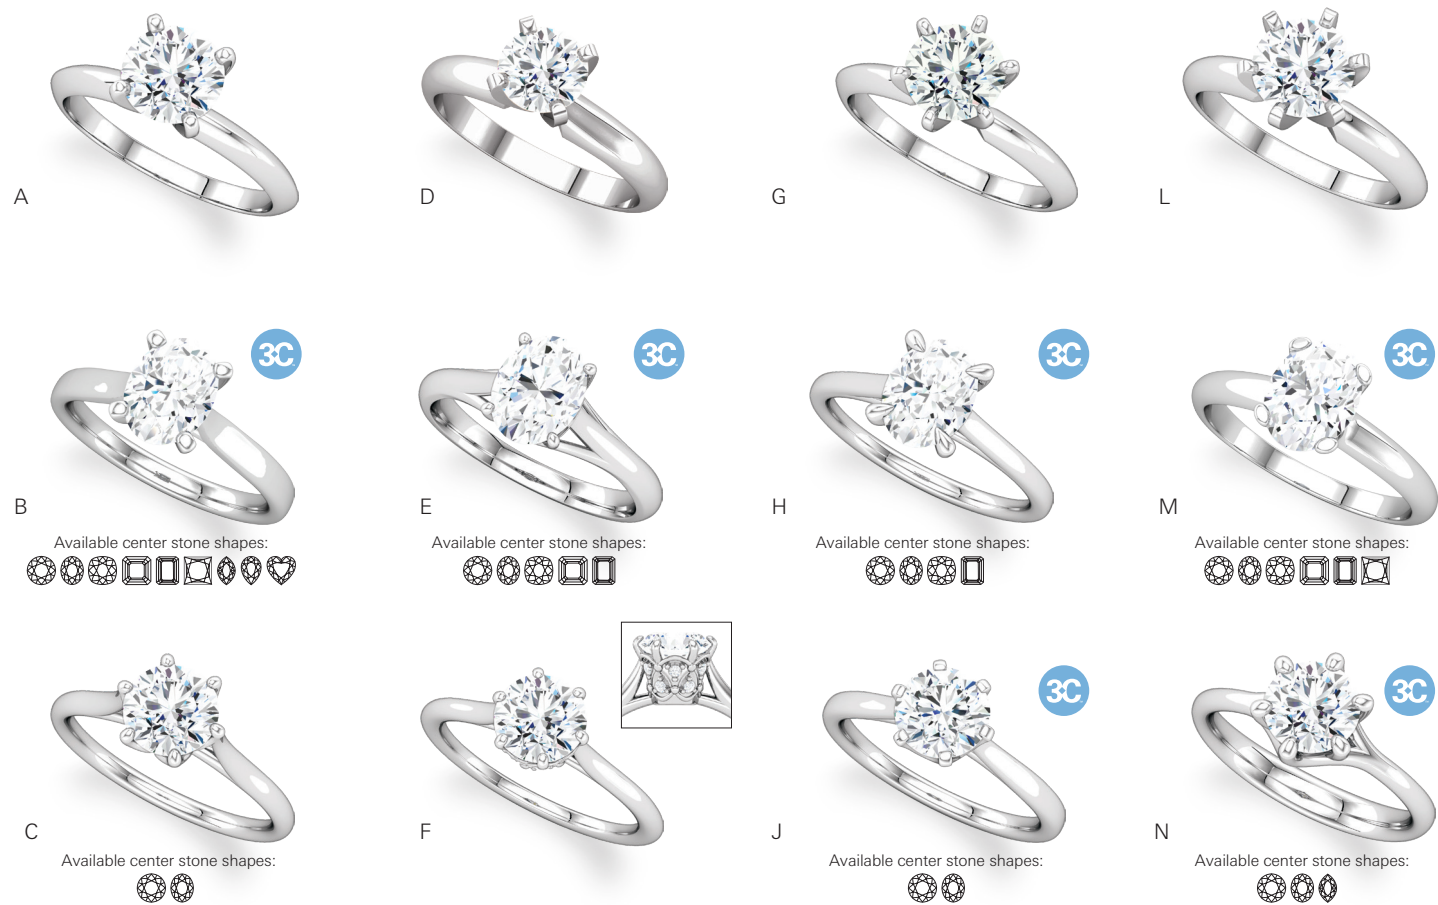 A
D
G
L
3C
3C
3C
3C
B
E
H
M
Available center stone shapes:
Available center stone shapes:
Available center stone shapes:
Available center stone shapes:
3C
3C
C
F
J
N
Available center stone shapes:
Available center stone shapes:
Available center stone shapes: